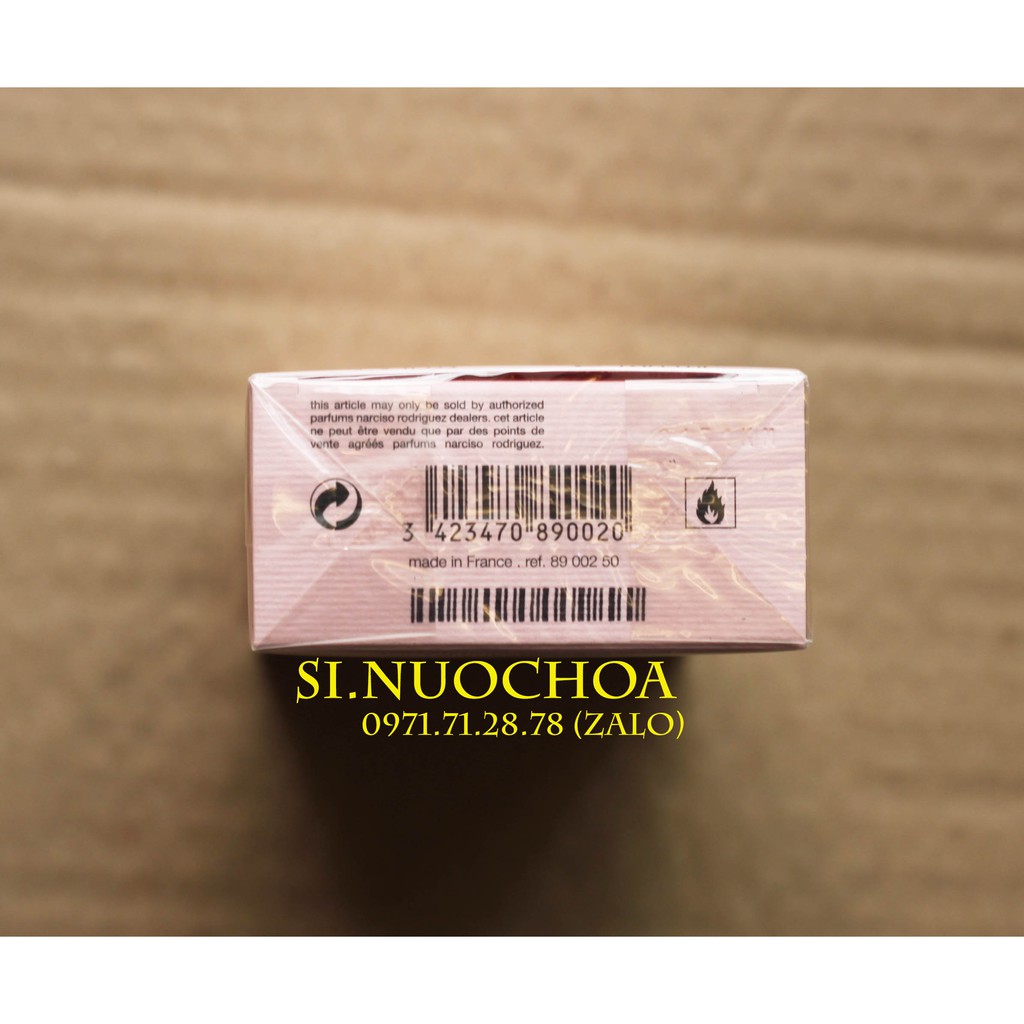 this article may only be sold by authorized
parfums narciso rodriguez dealers. cet article
ne peut être vendu que par des points de
vente agréés parfums narciso rodriguez.
3 423470 890020
made in France . ref. 89 002 50
SI.NUOCHOA
0971.71.28.78 (ZALO)